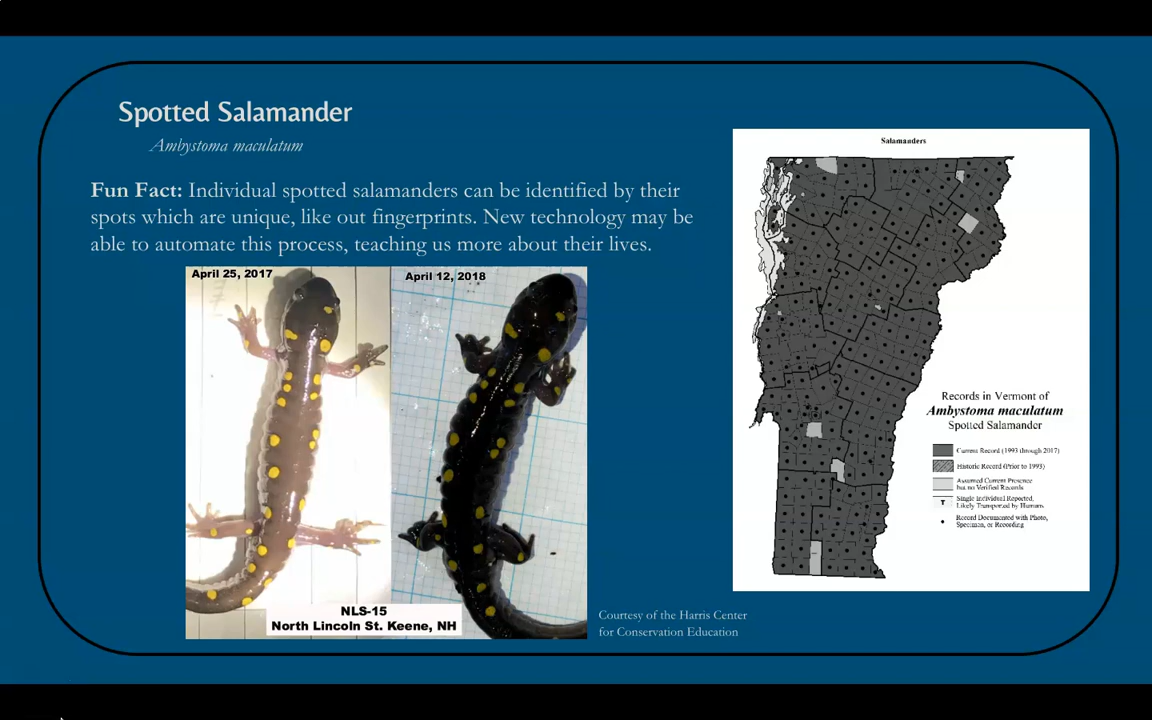 Spotted Salamander
Ambystoma maculatum
Fun Fact: Individual spotted salamanders can be identified by their
spots which are unique, like out fingerprints. New technology may be
able to automate this process, teaching us more about their lives.
April 25, 2017
April 12, 2018
NLS-15
North Lincoln St. Keene, NH
Courtesy of the Harris Center
for Conservation Education
Salamanders
Records in Vermont of
Ambystoma maculatum
Spotted Salamander
Current Record (1993 through 2017)
Historic Record (Prior to 1993)
Assumed Current Presence
but no Verified Records
T
Single Individual Reported,
Likely Transported by Humans
Record Documented with Photo,
Specimen, or Recording